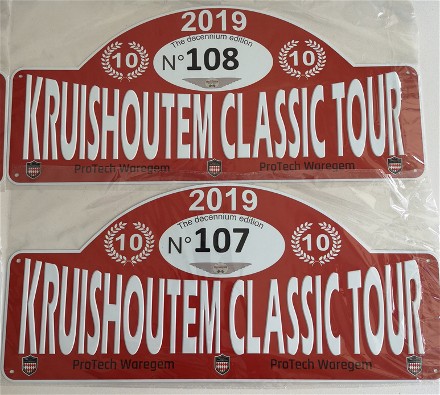 2019
The decennium edition
10 N° 108 10
KRUISHOUTEM CLASSIC TOUR
ProTech Waregem ProTech Waregem
2019
The decennium edition
10 N° 107 10
KRUISHOUTEM CLASSIC TOUR
ProTech Waregem ProTech Waregem